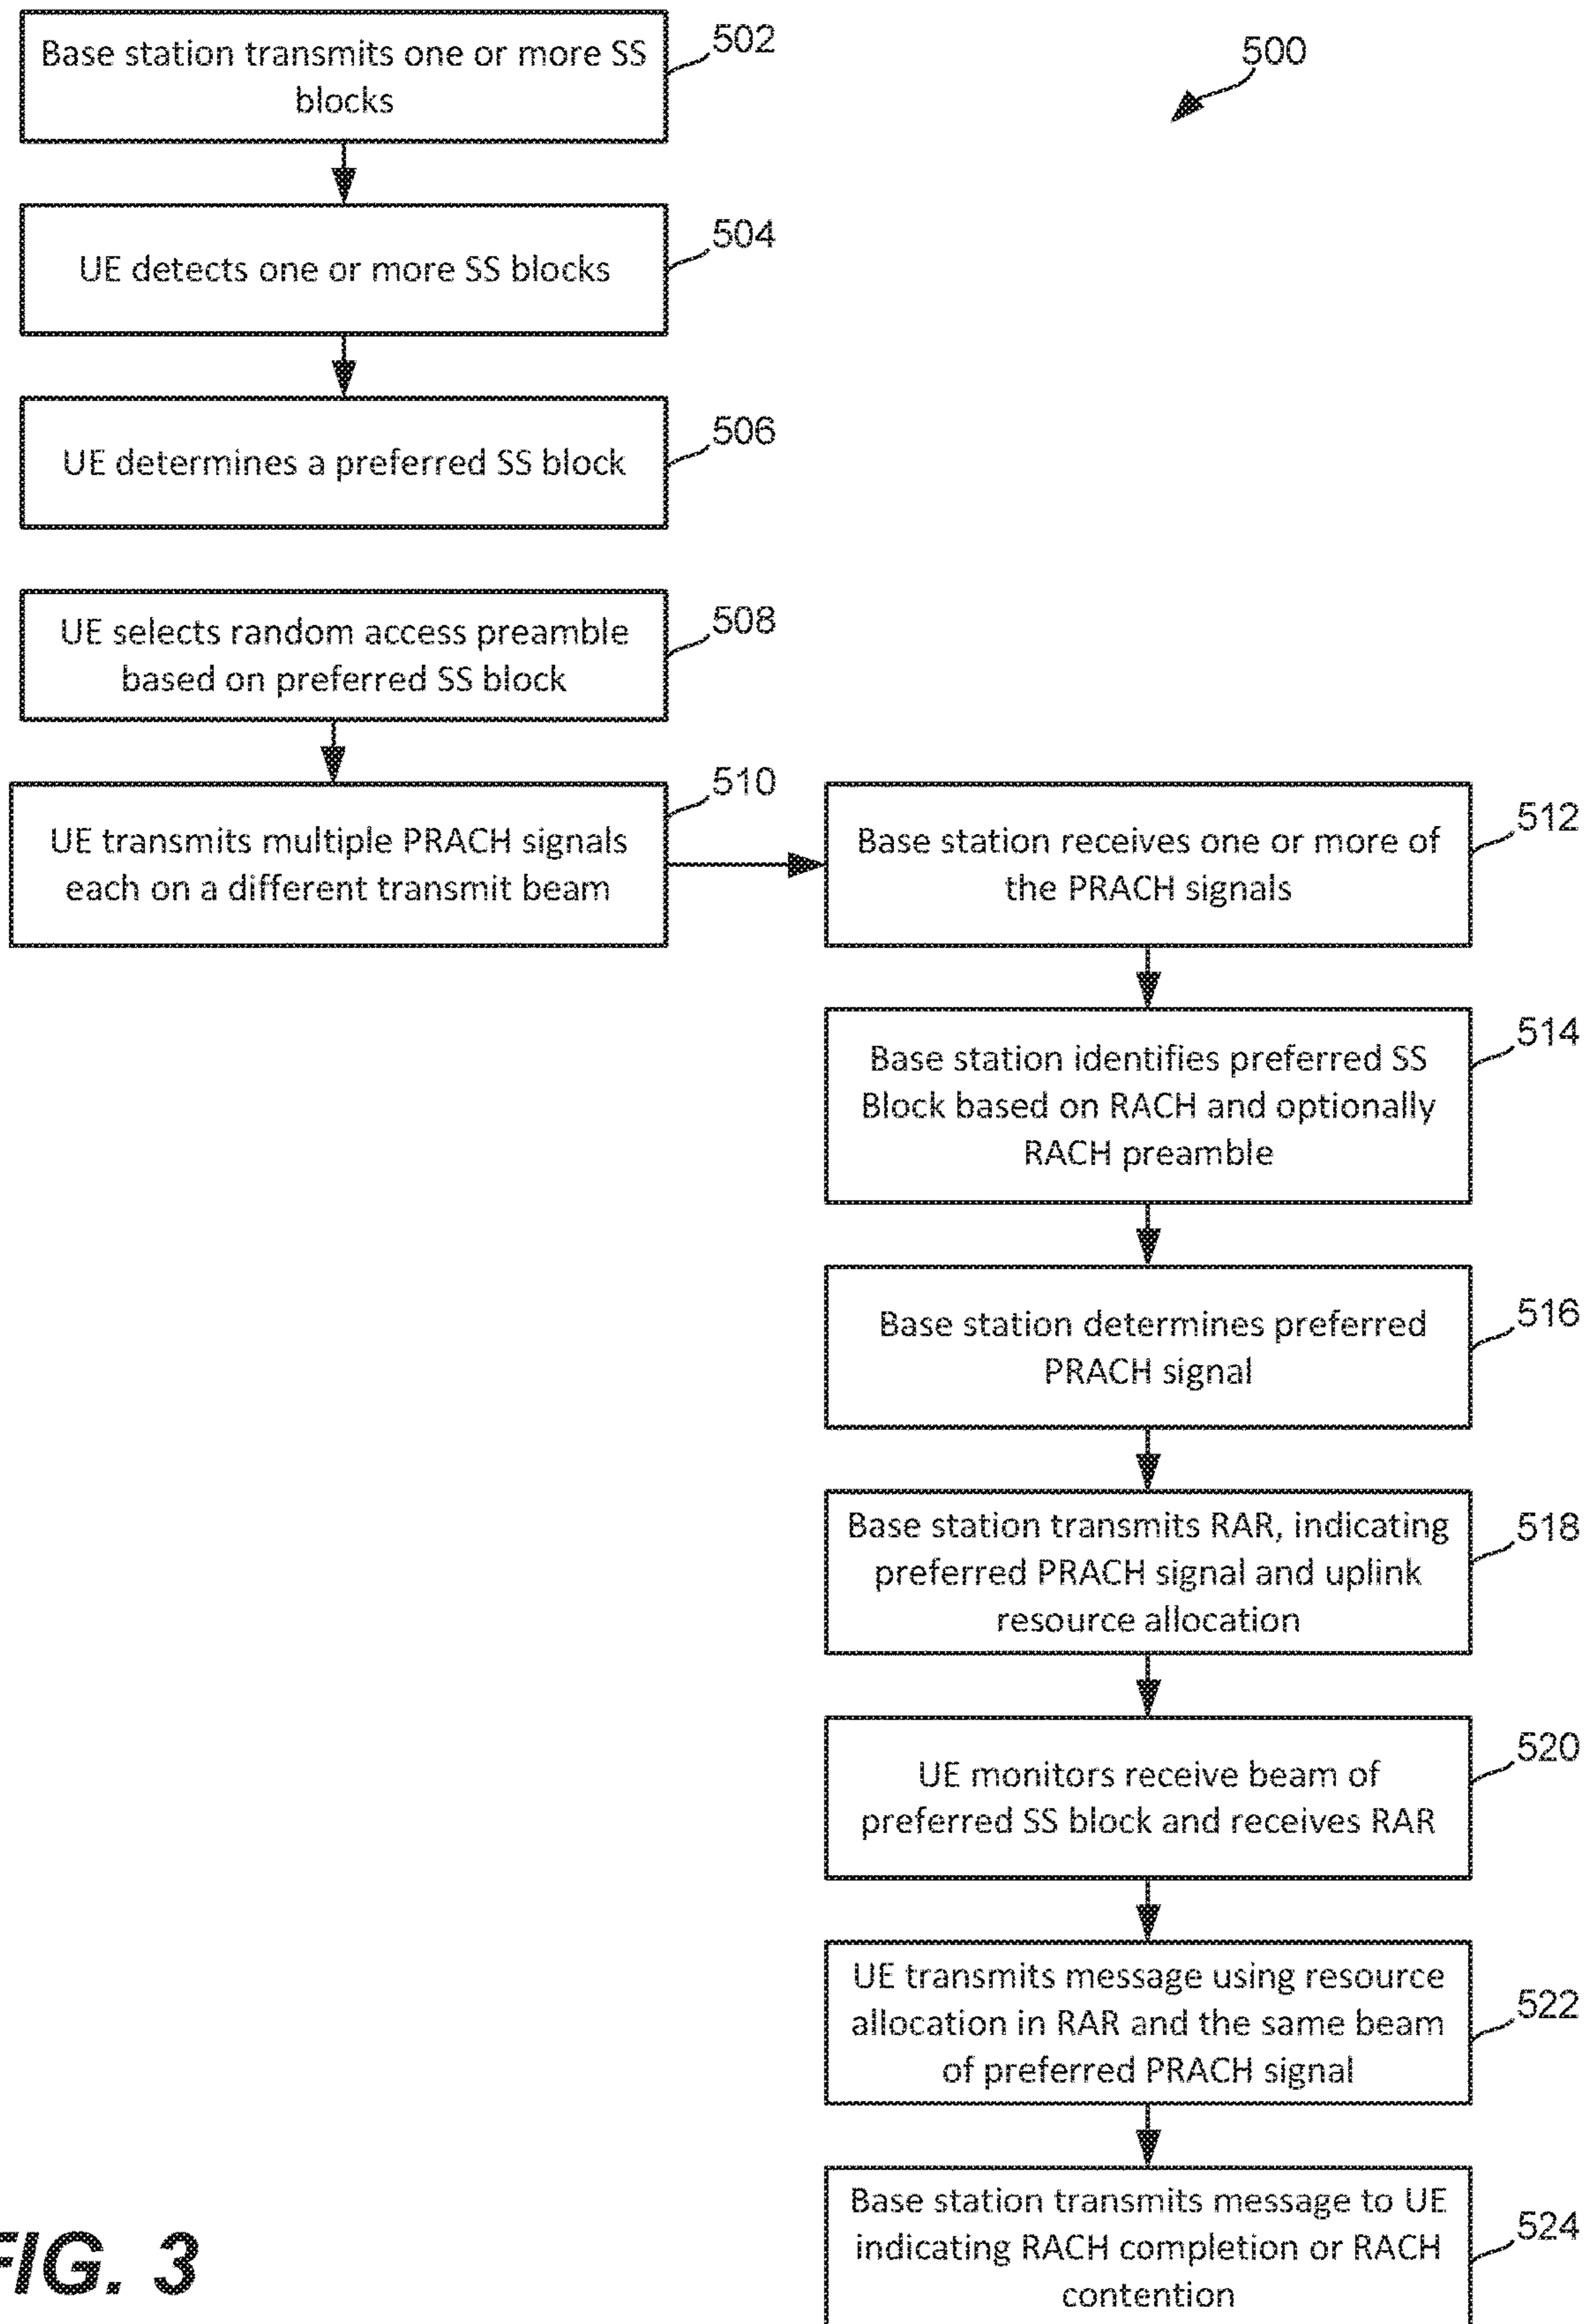 500
Base station transmits one or more SS
blocks
502
UE detects one or more SS blocks
504
UE determines a preferred SS block
506
UE selects random access preamble
based on preferred SS block
508
UE transmits multiple PRACH signals
each on a different transmit beam
510
Base station receives one or more of
the PRACH signals
512
Base station identifies preferred SS
Block based on RACH and optionally
RACH preamble
514
Base station determines preferred
PRACH signal
516
Base station transmits RAR, indicating
preferred PRACH signal and uplink
resource allocation
518
UE monitors receive beam of
preferred SS block and receives RAR
520
UE transmits message using resource
allocation in RAR and the same beam
of preferred PRACH signal
522
Base station transmits message to UE
indicating RACH completion or RACH
contention
524
FIG. 3